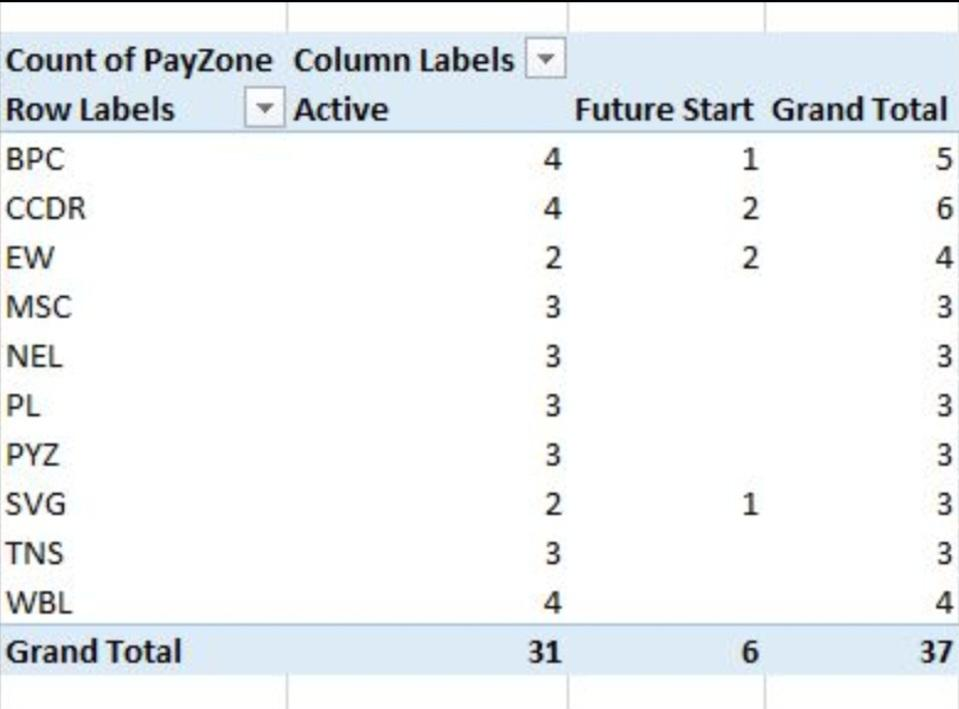 Count of PayZone Column Labels
Row Labels Active Future Start Grand Total
BPC 4 1 5
CCDR 4 2 6
EW 2 2 4
MSC 3 3
NEL 3 3
PL 3 3
PYZ 3 3
SVG 2 1 3
TNS 3 3
WBL 4 4
Grand Total 31 6 37